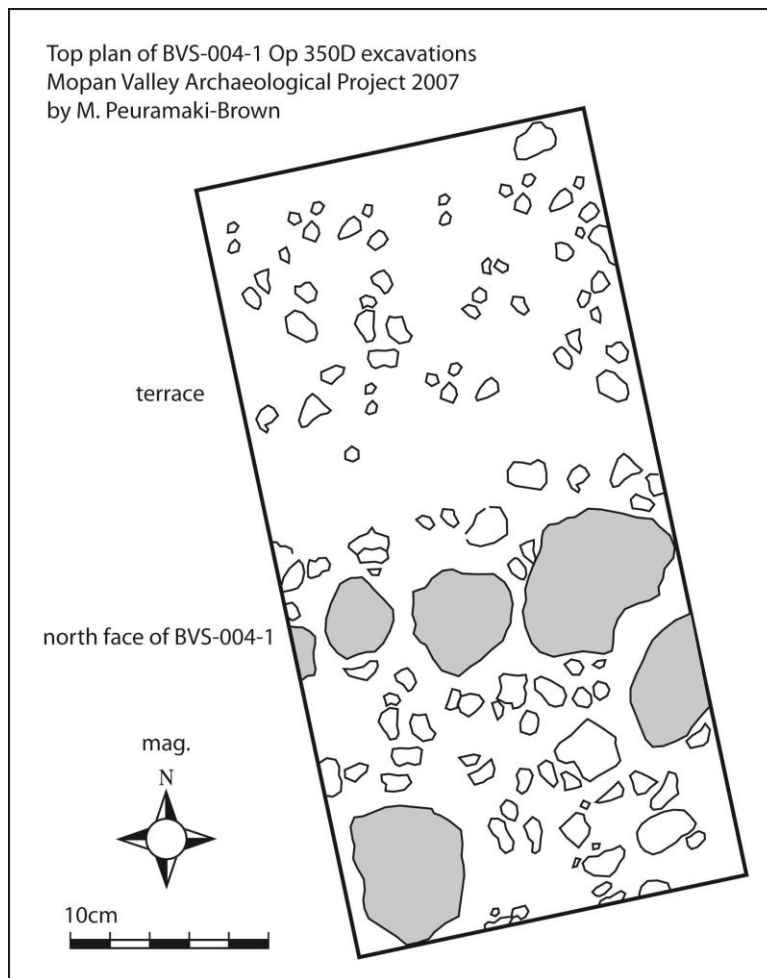 Top plan of BVS-004-1 Op 350D excavations
Mopan Valley Archaeological Project 2007
by M. Peuramaki-Brown
terrace
north face of BVS-004-1
mag.
N
10cm